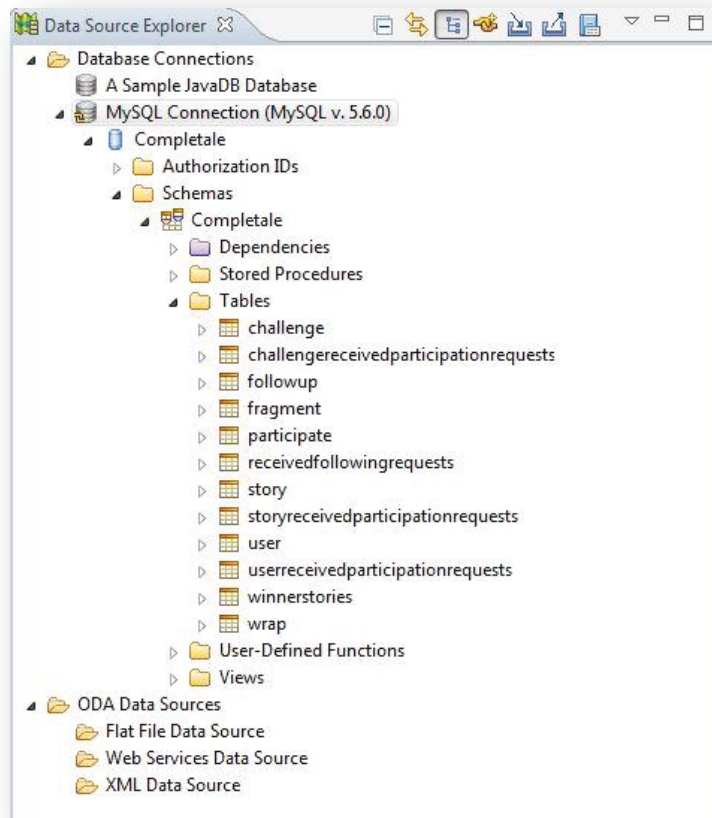 Data Source Explorer
Database Connections
A Sample JavaDB Database
MySQL Connection (MySQL v. 5.6.0)
Completale
Authorization IDs
Schemas
Completale
Dependencies
Stored Procedures
Tables
challenge
challengereceivedparticipationrequests
followup
fragment
participate
receivedfollowingrequests
story
storyreceivedparticipationrequests
user
userreceivedparticipationrequests
winnerstories
wrap
User-Defined Functions
Views
ODA Data Sources
Flat File Data Source
Web Services Data Source
XML Data Source